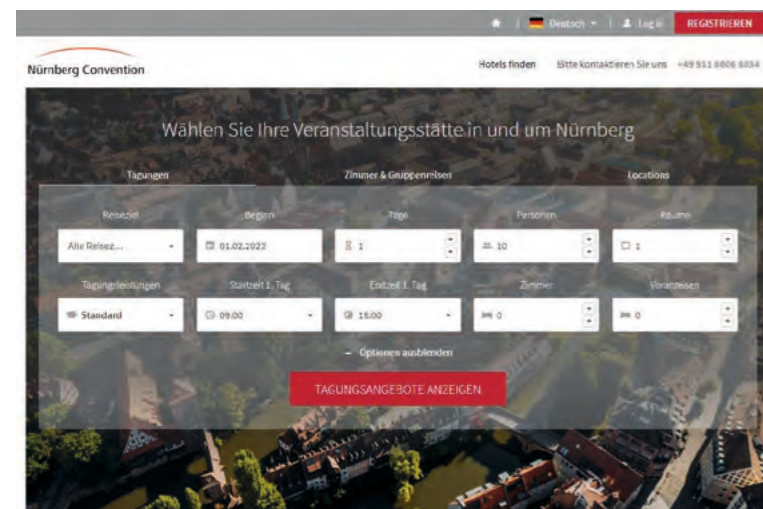 Deutsch
Login
REGISTRIEREN
Nürnberg Convention
Hotels finden
Bitte kontaktieren Sie uns
Wählen Sie Ihre Veranstaltungsstätte in und um Nürnberg
Tagungen Zimmer & Gruppenreisen Locations
Reiseziel Beginn Tage Personen Räume
Alle Reisez... 01.02.2022 1 10 1
Tagungsleistungen Startzeit 1. Tag Endzeit 1. Tag Zimmer Voranreisen
Standard 09.00 18.00 0 0
– Optionen ausblenden
TAGUNGSANGEBOTE ANZEIGEN